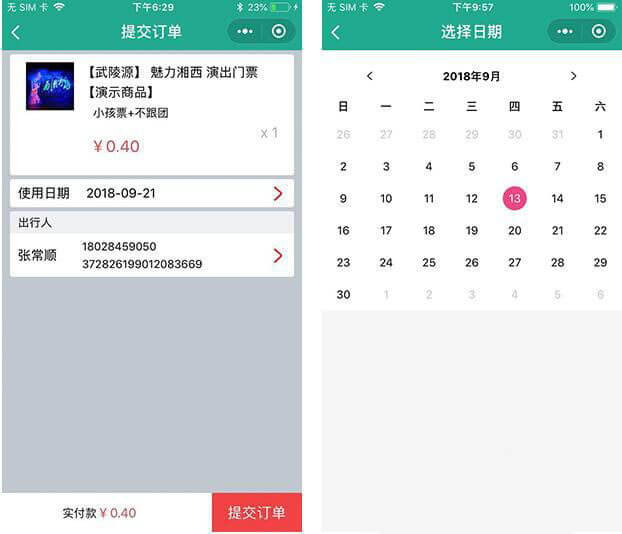 无 SIM 卡
下午6:29
23%
提交订单
【武陵源】 魅力湘西 演出门票
【演示商品】
小孩票+不跟团
x 1
￥0.40
使用日期 2018-09-21
出行人
张常顺
18028459050
372826199012083669
实付款￥0.40
提交订单
无 SIM 卡
下午9:57
100%
选择日期
2018年9月
日 一 二 三 四 五 六
26 27 28 29 30 31 1
2 3 4 5 6 7 8
9 10 11 12 13 14 15
16 17 18 19 20 21 22
23 24 25 26 27 28 29
30 1 2 3 4 5 6